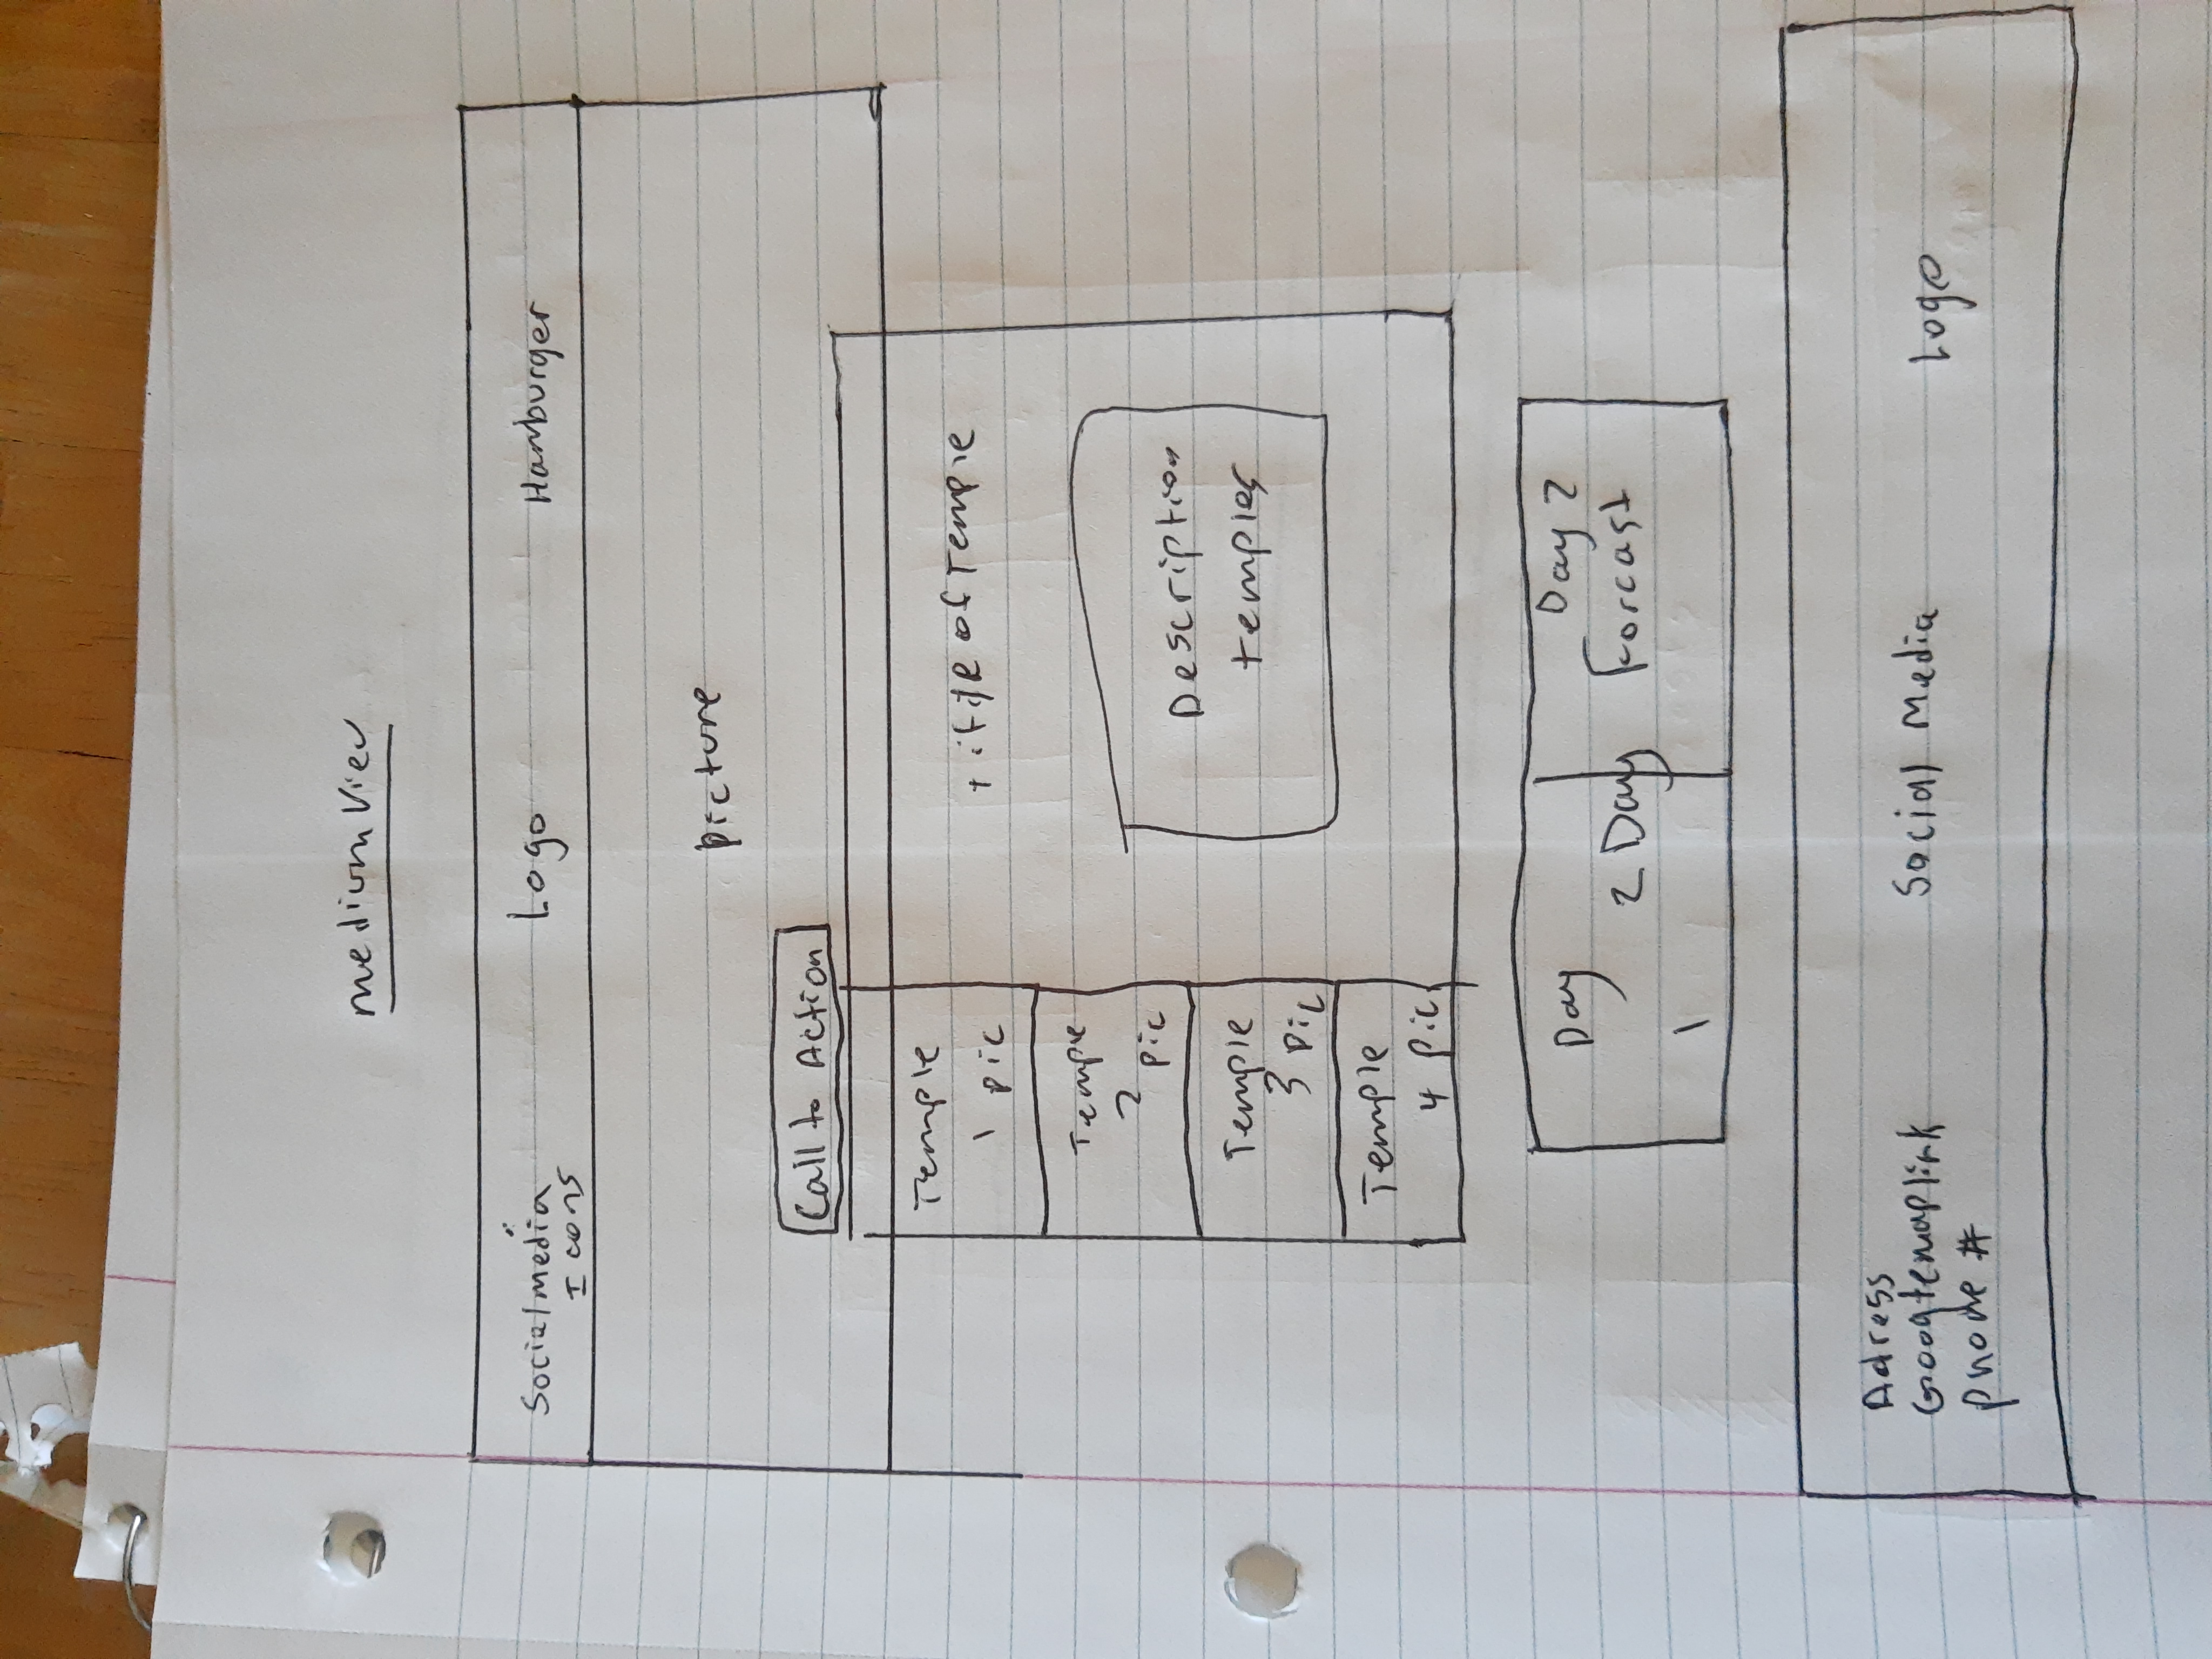 medium View
Social media
Icons
Logo
Hamburger
picture
Call to Action
Temple
1 pic
Temple
2
pic
Temple
3 pic
Temple
4 pic
title of Temple
Description
temples
Day
1
2 Day Forcast
Day 2
Adress
Googlemaplink
phone #
Social Media
Logo